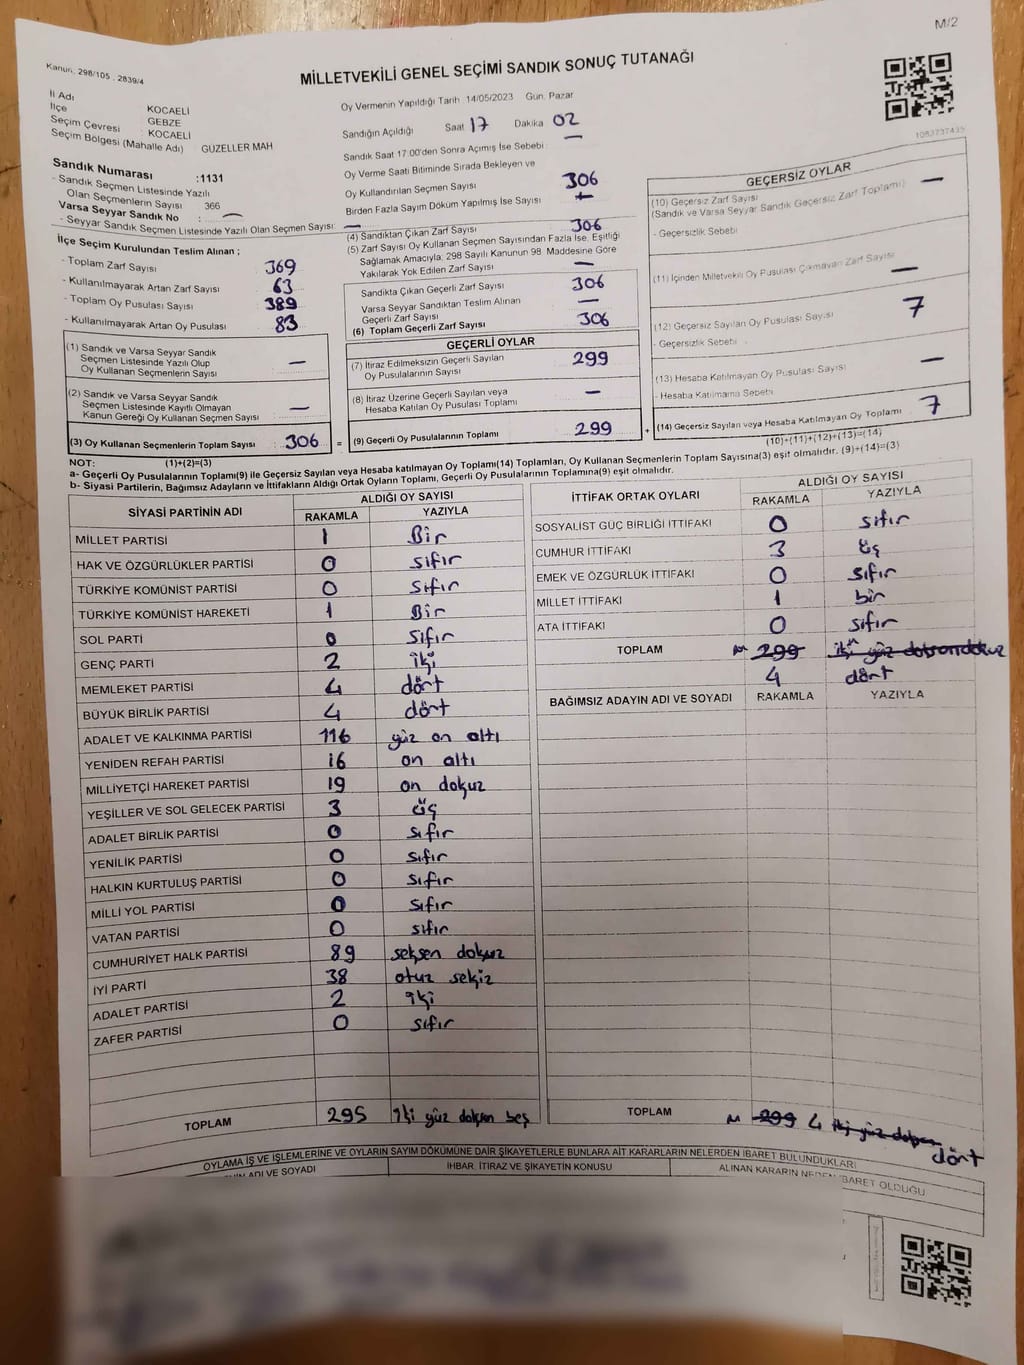 M/2
Kanun: 298/105 . 2839/4
MİLLETVEKİLİ GENEL SEÇİMİ SANDIK SONUÇ TUTANAĞI
İl Adı KOCAELİ
İlçe GEBZE
Seçim Çevresi : KOCAELİ
Seçim Bölgesi (Mahalle Adı) GÜZELLER MAH
Sandık Numarası :1131
- Sandık Seçmen Listesinde Yazılı
Olan Seçmenlerin Sayısı 366
Varsa Seyyar Sandık No : —
- Seyyar Sandık Seçmen Listesinde Yazılı Olan Seçmen Sayısı: —
İlçe Seçim Kurulundan Teslim Alınan ;
- Toplam Zarf Sayısı 369
- Kullanılmayarak Artan Zarf Sayısı 63
- Toplam Oy Pusulası Sayısı 389
- Kullanılmayarak Artan Oy Pusulası 83
(1) Sandık ve Varsa Seyyar Sandık
Seçmen Listesinde Yazılı Olup
Oy Kullanan Seçmenlerin Sayısı —
(2) Sandık ve Varsa Seyyar Sandık
Seçmen Listesinde Kayıtlı Olmayan
Kanun Gereği Oy Kullanan Seçmen Sayısı —
(3) Oy Kullanan Seçmenlerin Toplam Sayısı 306 =
(1)+(2)=(3)
Oy Vermenin Yapıldığı Tarih 14/05/2023 Gün: Pazar
Sandığın Açıldığı Saat 17 Dakika 02
Sandık Saat 17.00'den Sonra Açımış İse Sebebi : —
Oy Verme Saati Bitiminde Sırada Bekleyen ve
Oy Kullandırılan Seçmen Sayısı 306
Birden Fazla Sayım Döküm Yapılmış İse Sayısı —
(4) Sandıktan Çıkan Zarf Sayısı 306
(5) Zarf Sayısı Oy Kullanan Seçmen Sayısından Fazla İse, Eşitliği
Sağlamak Amacıyla; 298 Sayılı Kanunun 98. Maddesine Göre
Yakılarak Yok Edilen Zarf Sayısı —
Sandıkta Çıkan Geçerli Zarf Sayısı 306
Varsa Seyyar Sandıktan Teslim Alınan
Geçerli Zarf Sayısı —
(6) Toplam Geçerli Zarf Sayısı 306
GEÇERLİ OYLAR
(7) İtiraz Edilmeksizin Geçerli Sayılan
Oy Pusulalarının Sayısı 299
(8) İtiraz Üzerine Geçerli Sayılan veya
Hesaba Katılan Oy Pusulası Toplamı —
(9) Geçerli Oy Pusulalarının Toplamı 299 +
1082737435
GEÇERSİZ OYLAR
(10) Geçersiz Zarf Sayısı —
(Sandık ve Varsa Seyyar Sandık Geçersiz Zarf Toplamı)
- Geçersizlik Sebebi
(11) İçinden Milletvekili Oy Pusulası Çıkmayan Zarf Sayısı —
(12) Geçersiz Sayılan Oy Pusulası Sayısı 7
- Geçersizlik Sebebi
(13) Hesaba Katılmayan Oy Pusulası Sayısı —
- Hesaba Katılmama Sebebi
(14) Geçersiz Sayılan veya Hesaba Katılmayan Oy Toplamı 7
(10)+(11)+(12)+(13)=(14)
NOT:
a- Geçerli Oy Pusulalarının Toplamı(9) ile Geçersiz Sayılan veya Hesaba katılmayan Oy Toplamı(14) Toplamları, Oy Kullanan Seçmenlerin Toplam Sayısına(3) eşit olmalıdır. (9)+(14)=(3)
b- Siyasi Partilerin, Bağımsız Adayların ve İttifakların Aldığı Ortak Oyların Toplamı, Geçerli Oy Pusulalarının Toplamına(9) eşit olmalıdır.
SİYASİ PARTİNİN ADI ALDIĞI OY SAYISI
RAKAMLA YAZIYLA
MİLLET PARTİSI 1 Bir
HAK VE ÖZGÜRLÜKLER PARTİSİ 0 sıfır
TÜRKİYE KOMÜNİST PARTİSİ 0 sıfır
TÜRKİYE KOMÜNİST HAREKETİ 1 Bir
SOL PARTİ 0 sıfır
GENÇ PARTİ 2 iki
MEMLEKET PARTİSİ 4 dört
BÜYÜK BİRLİK PARTİSİ 4 dört
ADALET VE KALKINMA PARTİSİ 116 yüz on altı
YENİDEN REFAH PARTİSİ 16 on altı
MİLLİYETÇİ HAREKET PARTİSİ 19 on dokuz
YEŞİLLER VE SOL GELECEK PARTİSİ 3 üç
ADALET BİRLİK PARTİSİ 0 sıfır
YENİLİK PARTİSİ 0 sıfır
HALKIN KURTULUŞ PARTİSİ 0 sıfır
MİLLİ YOL PARTİSİ 0 sıfır
VATAN PARTİSİ 0 sıfır
CUMHURİYET HALK PARTİSİ 89 seksen dokuz
İYİ PARTİ 38 otuz sekiz
ADALET PARTİSİ 2 iki
ZAFER PARTİSİ 0 sıfır
TOPLAM 295 iki yüz doksan beş
İTTİFAK ORTAK OYLARI ALDIĞI OY SAYISI
RAKAMLA YAZIYLA
SOSYALİST GÜÇ BİRLİĞİ İTTİFAKI 0 sıfır
CUMHUR İTTİFAKI 3 üç
EMEK VE ÖZGÜRLÜK İTTİFAKI 0 sıfır
MİLLET İTTİFAKI 1 bir
ATA İTTİFAKI 0 sıfır
TOPLAM 299 iki yüz doksandokuz
4 dört
BAĞIMSIZ ADAYIN ADI VE SOYADI RAKAMLA YAZIYLA
TOPLAM 299 4 iki yüz
dört
OYLAMA İŞ VE İŞLEMLERİNE VE OYLARIN SAYIM DÖKÜMÜNE DAİR ŞİKAYETLERLE BUNLARA AİT KARARLARIN NELERDEN İBARET BULUNDUKLARI
ADI VE SOYADI İHBAR, İTİRAZ VE ŞİKAYETİN KONUSU ALINAN KARARIN NEDEN İBARET OLDUĞU